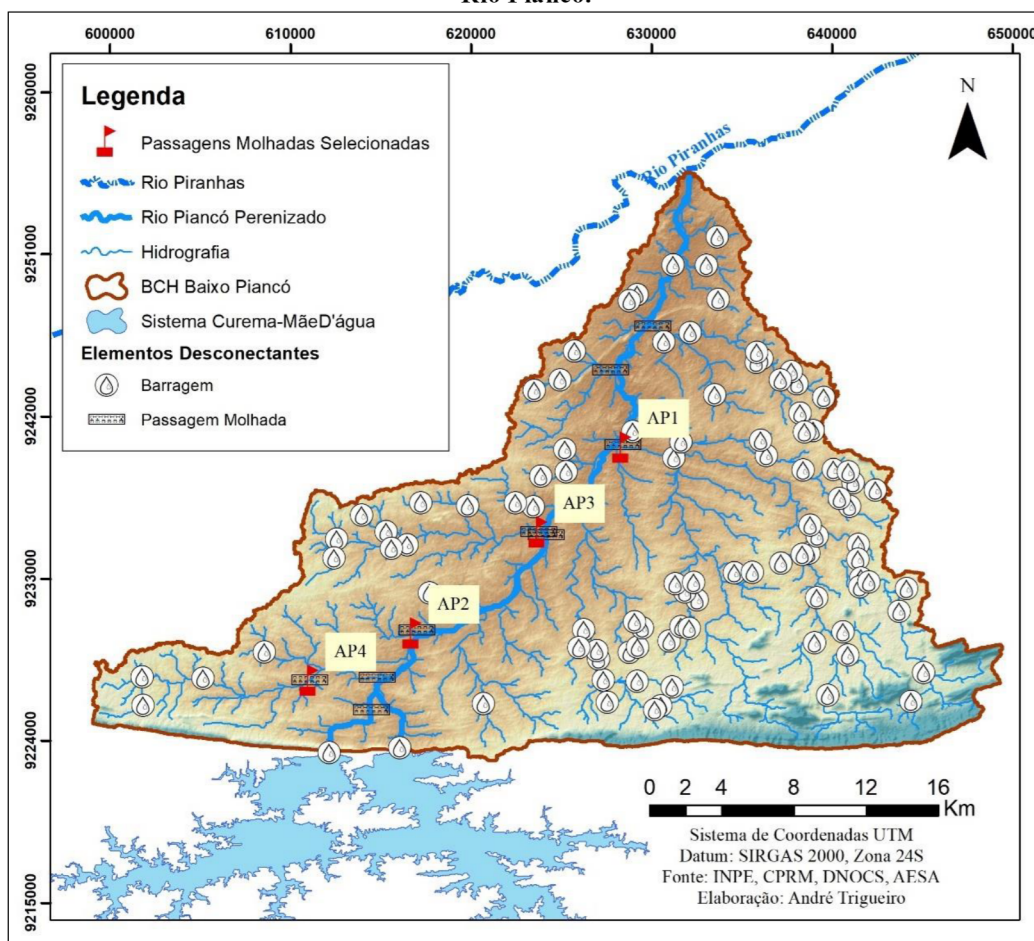 Rio Piancó.
600000 610000 620000 630000 640000 650000
9260000
9251000
9242000
9233000
9224000
9215000
Legenda
Passagens Molhadas Selecionadas
Rio Piranhas
Rio Piancó Perenizado
Hidrografia
BCH Baixo Piancó
Sistema Curema-MãeD'água
Elementos Desconectantes
Barragem
Passagem Molhada
N
Rio Piranhas
AP1
AP3
AP2
AP4
0 2 4 8 12 16
Km
Sistema de Coordenadas UTM
Datum: SIRGAS 2000, Zona 24S
Fonte: INPE, CPRM, DNOCS, AESA
Elaboração: André Trigueiro